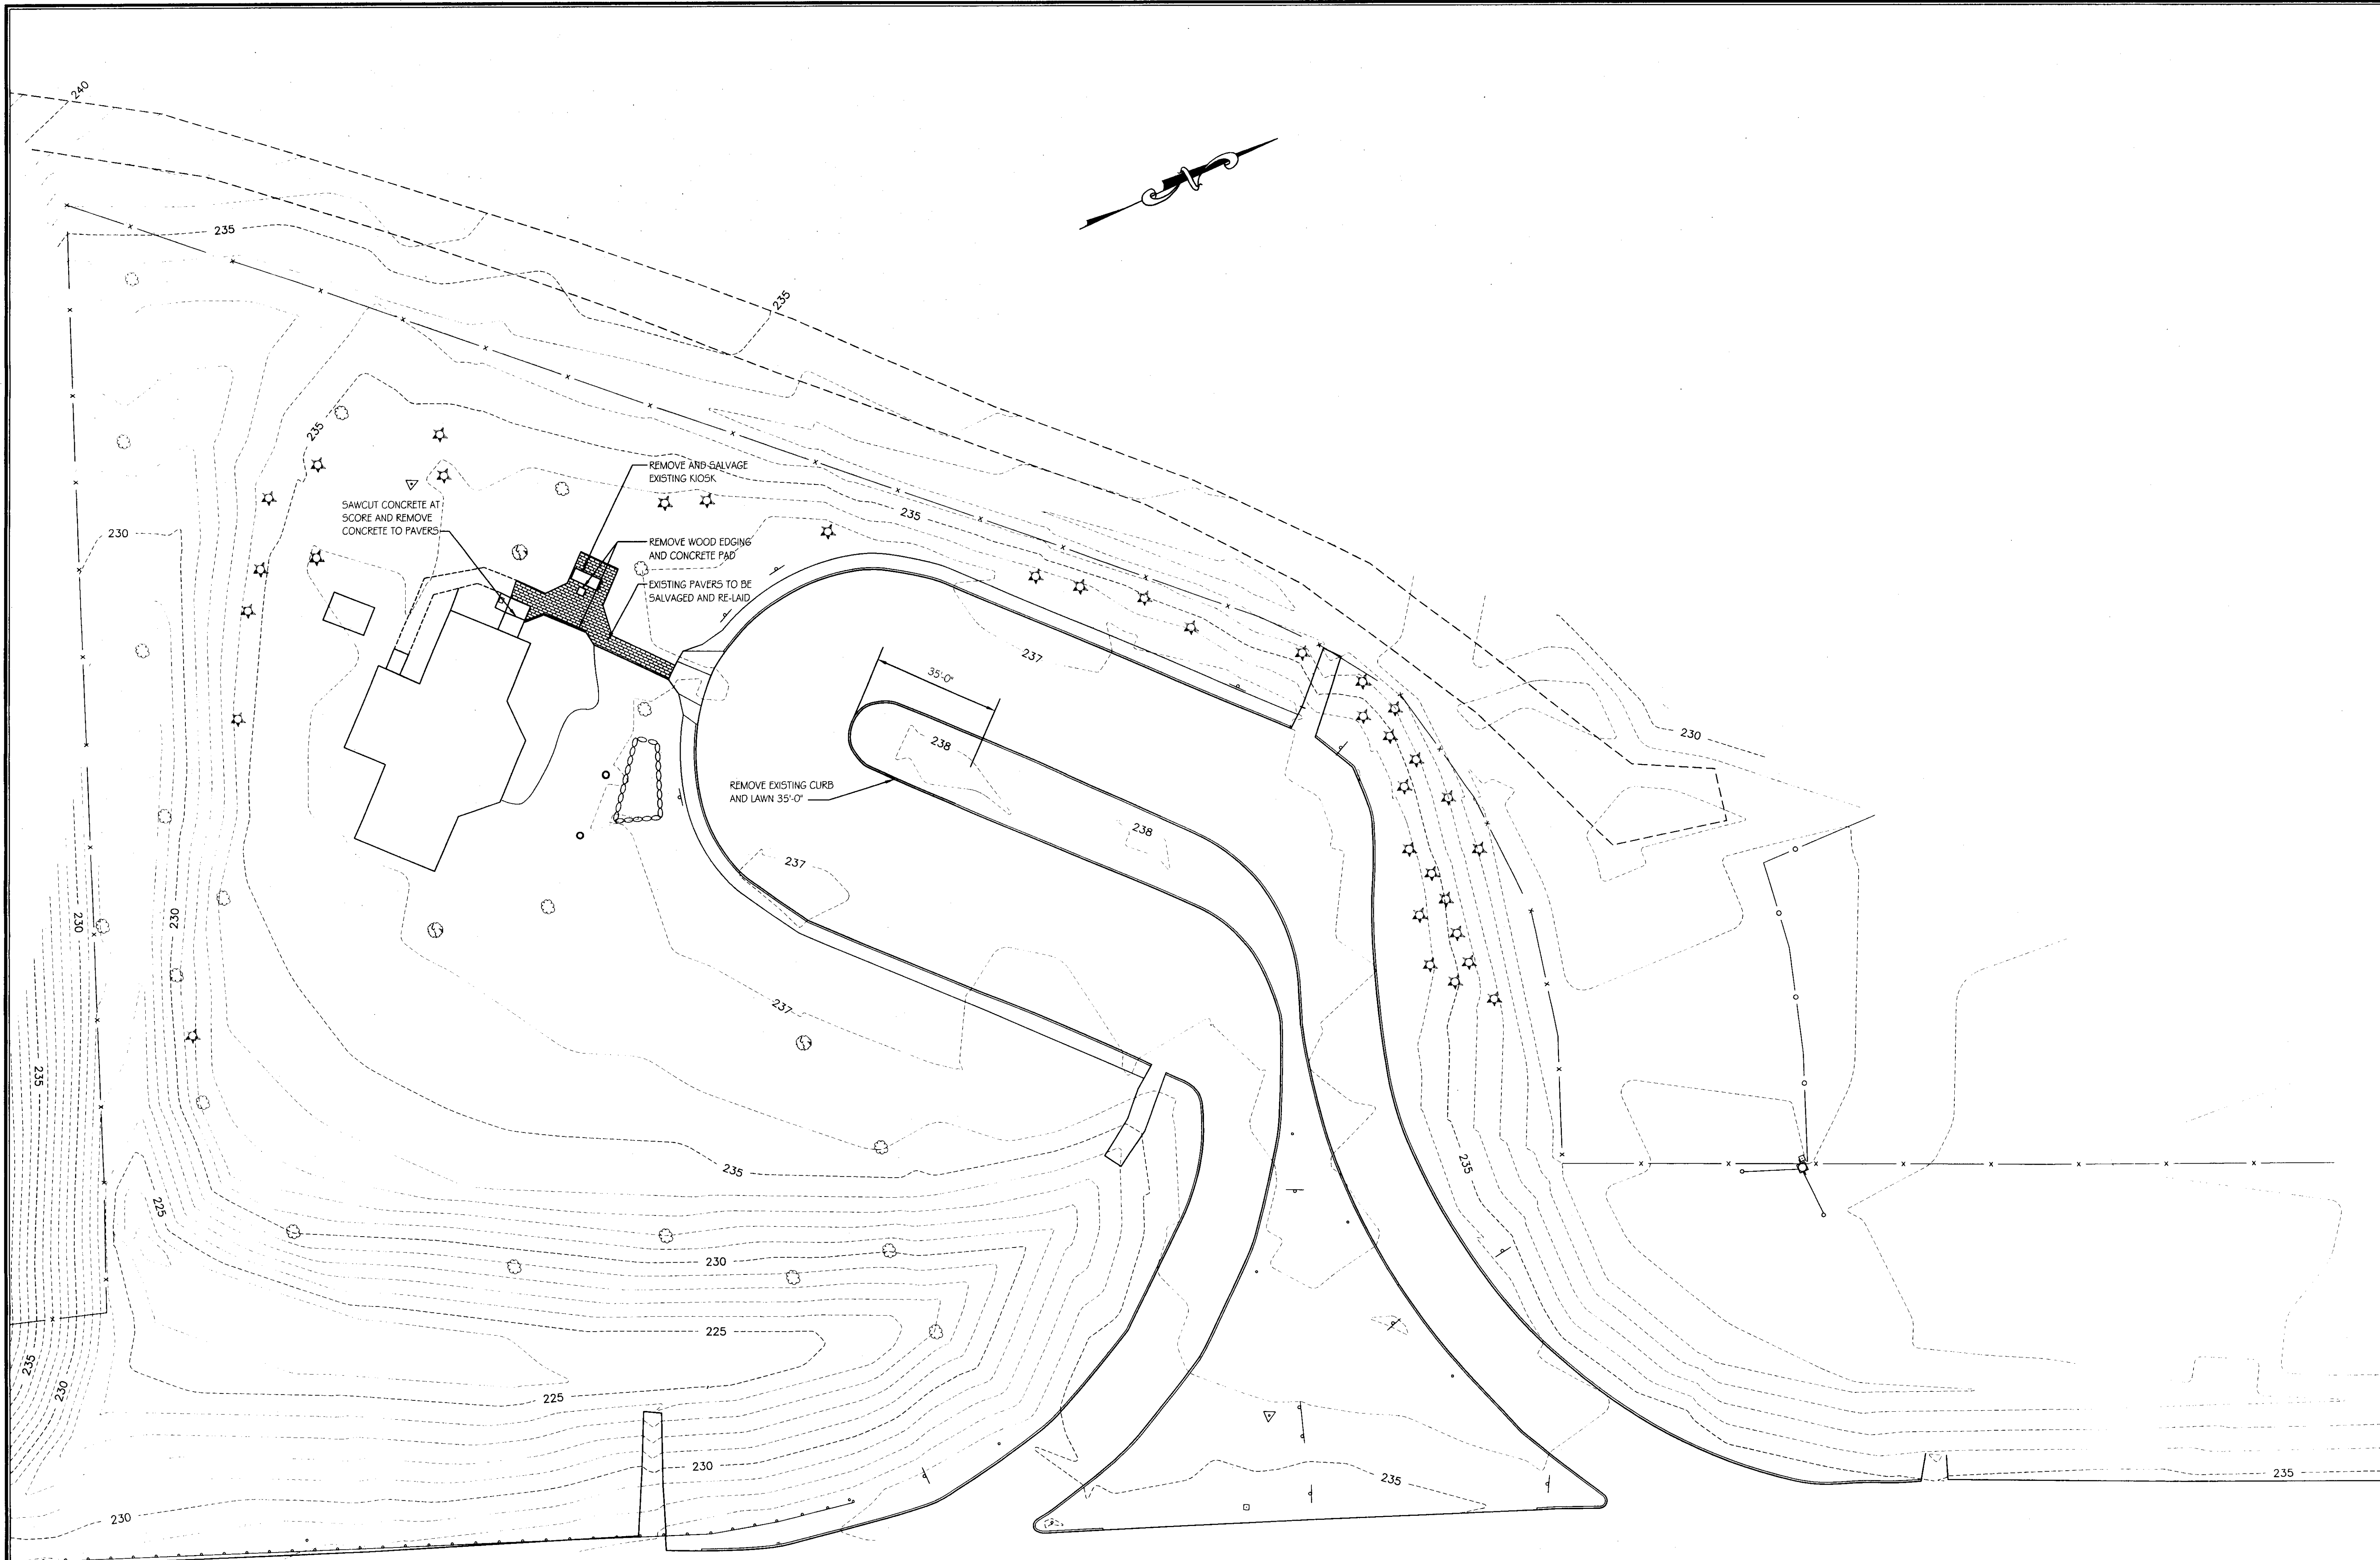 240
N
235
235
235
REMOVE AND SALVAGE
EXISTING KIOSK
SAWCUT CONCRETE AT
SCORE AND REMOVE
CONCRETE TO PAVERS
235
230
REMOVE WOOD EDGING
AND CONCRETE PAD
EXISTING PAVERS TO BE
SALVAGED AND RE-LAID
237
35'-0"
238
230
REMOVE EXISTING CURB
AND LAWN 35'-0"
238
237
230
230
237
235
235
235
225
230
225
235
230
225
230
235
235
230